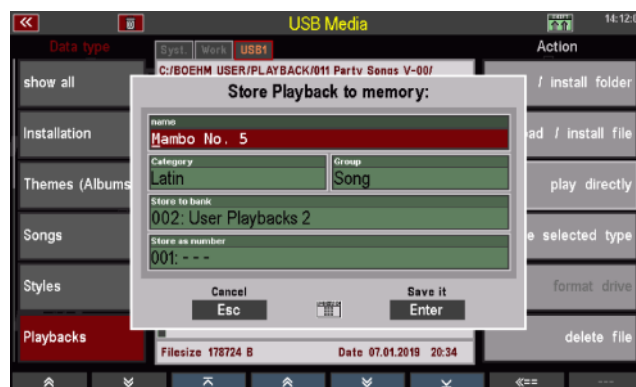 USB Media
14:12:
Data type
Syst. Work USB1
Action
SHIFT
show all
Installation
Themes (Albums
Songs
Styles
Playbacks
C:/BOEHM USER/PLAYBACK/011 Party Songs V-00/
Store Playback to memory:
name
Mambo No. 5
Category
Latin
Group
Song
Store to bank
002: User Playbacks 2
Store as number
001: - - -
Cancel
Esc
Save it
Enter
Filesize 178724 B
Date 07.01.2019 20:34
/ install folder
ad / install file
play directly
e selected type
format drive
delete file
<==
---